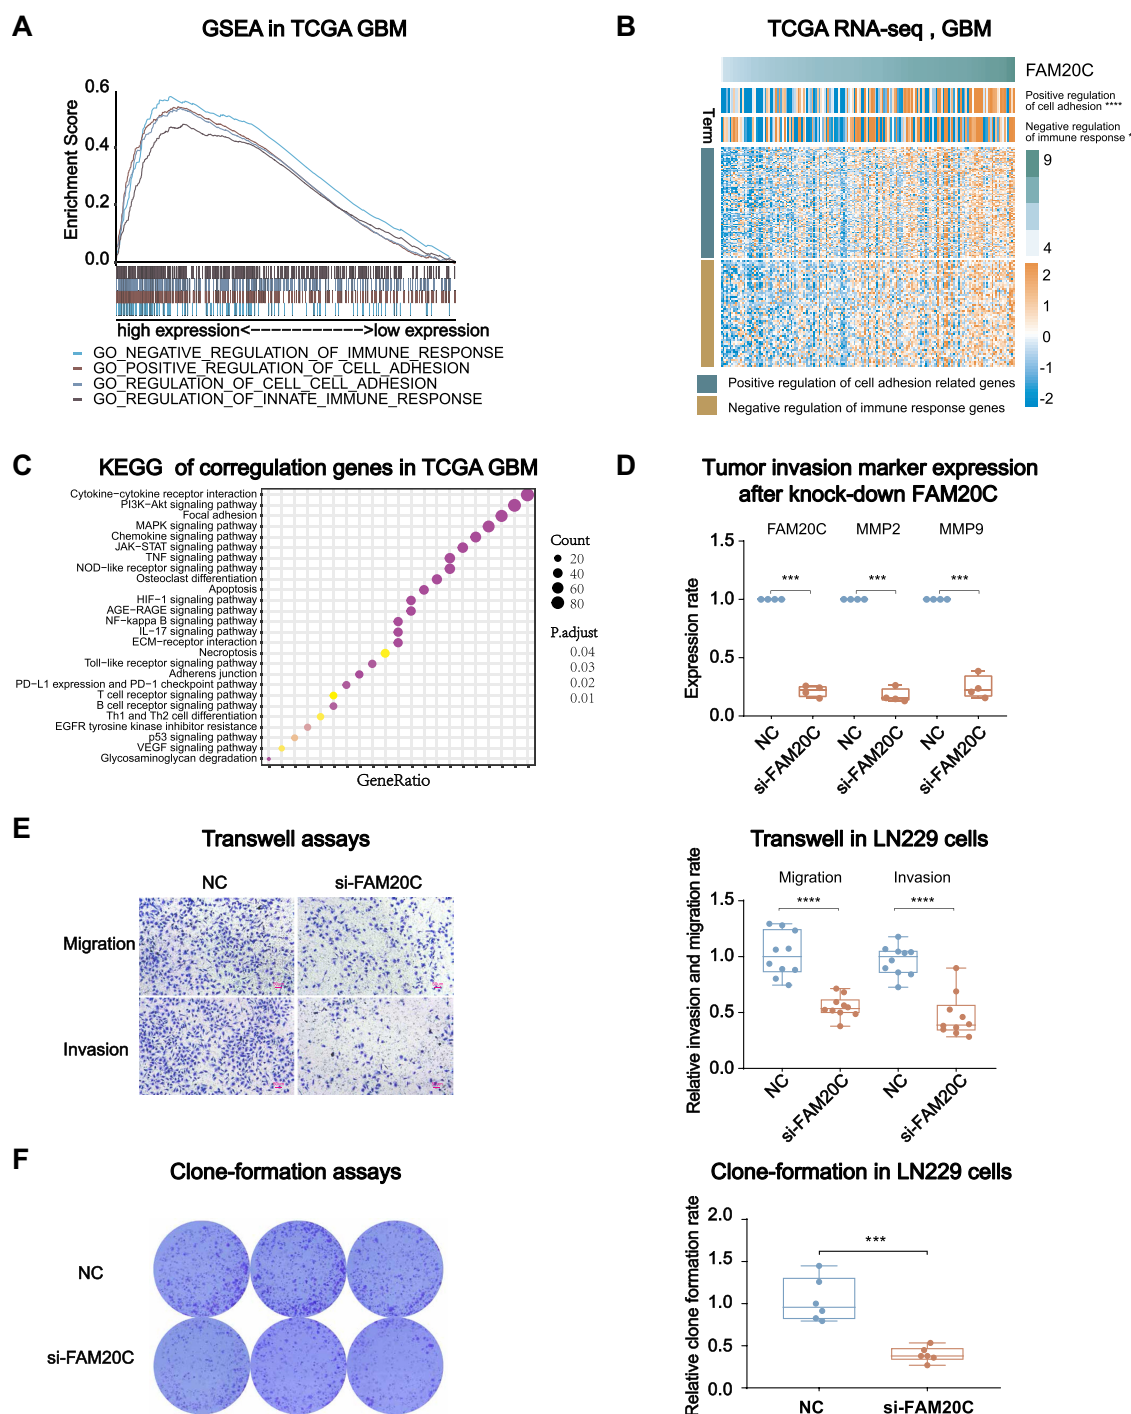 A
GSEA in TCGA GBM
Enrichment Score
0.6
0.4
0.2
0.0
high expression<------------->low expression
GO_NEGATIVE_REGULATION_OF_IMMUNE_RESPONSE
GO_POSITIVE_REGULATION_OF_CELL_ADHESION
GO_REGULATION_OF_CELL_CELL_ADHESION
GO_REGULATION_OF_INNATE_IMMUNE_RESPONSE
B
TCGA RNA-seq , GBM
FAM20C
Positive regulation
of cell adhesion ****
Negative regulation
of immune response *
Term
9
4
2
1
0
-1
-2
Positive regulation of cell adhesion related genes
Negative regulation of immune response genes
C
KEGG of corregulation genes in TCGA GBM
Cytokine-cytokine receptor interaction
PI3K-Akt signaling pathway
Focal adhesion
MAPK signaling pathway
Chemokine signaling pathway
JAK-STAT signaling pathway
TNF signaling pathway
NOD-like receptor signaling pathway
Osteoclast differentiation
Apoptosis
HIF-1 signaling pathway
AGE-RAGE signaling pathway
NF-kappa B signaling pathway
IL-17 signaling pathway
ECM-receptor interaction
Necroptosis
Toll-like receptor signaling pathway
Adherens junction
PD-L1 expression and PD-1 checkpoint pathway
T cell receptor signaling pathway
B cell receptor signaling pathway
Th1 and Th2 cell differentiation
EGFR tyrosine kinase inhibitor resistance
p53 signaling pathway
VEGF signaling pathway
Glycosaminoglycan degradation
GeneRatio
Count
20
40
60
80
P.adjust
0.04
0.03
0.02
0.01
D
Tumor invasion marker expression
after knock-down FAM20C
FAM20C MMP2 MMP9
Expression rate
1.5
1.0
0.5
0.0
*** *** ***
NC si-FAM20C NC si-FAM20C NC si-FAM20C
E
Transwell assays
NC si-FAM20C
Migration
Invasion
Transwell in LN229 cells
Migration Invasion
Relative invasion and migration rate
1.5
1.0
0.5
0.0
**** ****
NC si-FAM20C NC si-FAM20C
F
Clone-formation assays
NC
si-FAM20C
Clone-formation in LN229 cells
Relative clone formation rate
2.0
1.5
1.0
0.5
0.0
***
NC si-FAM20C